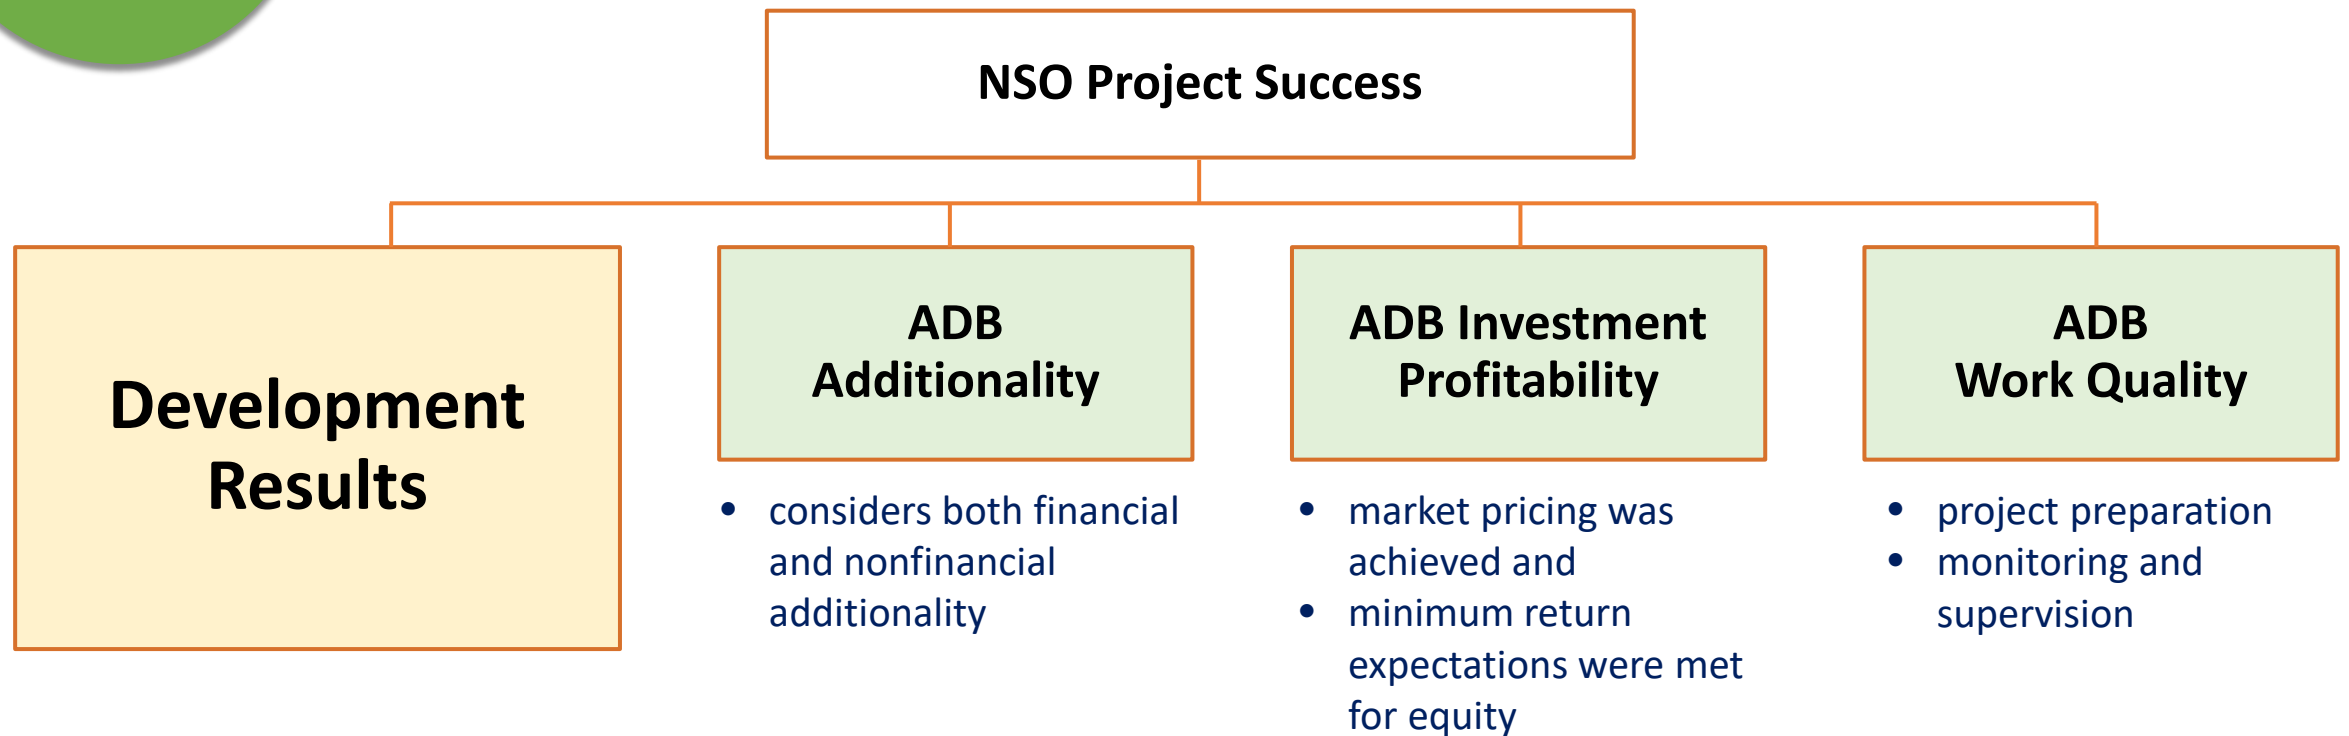 NSO Project Success
Development
Results
ADB
Additionality
• considers both financial
and nonfinancial
additionality
ADB Investment
Profitability
• market pricing was
achieved and
• minimum return
expectations were met
for equity
ADB
Work Quality
• project preparation
• monitoring and
supervision